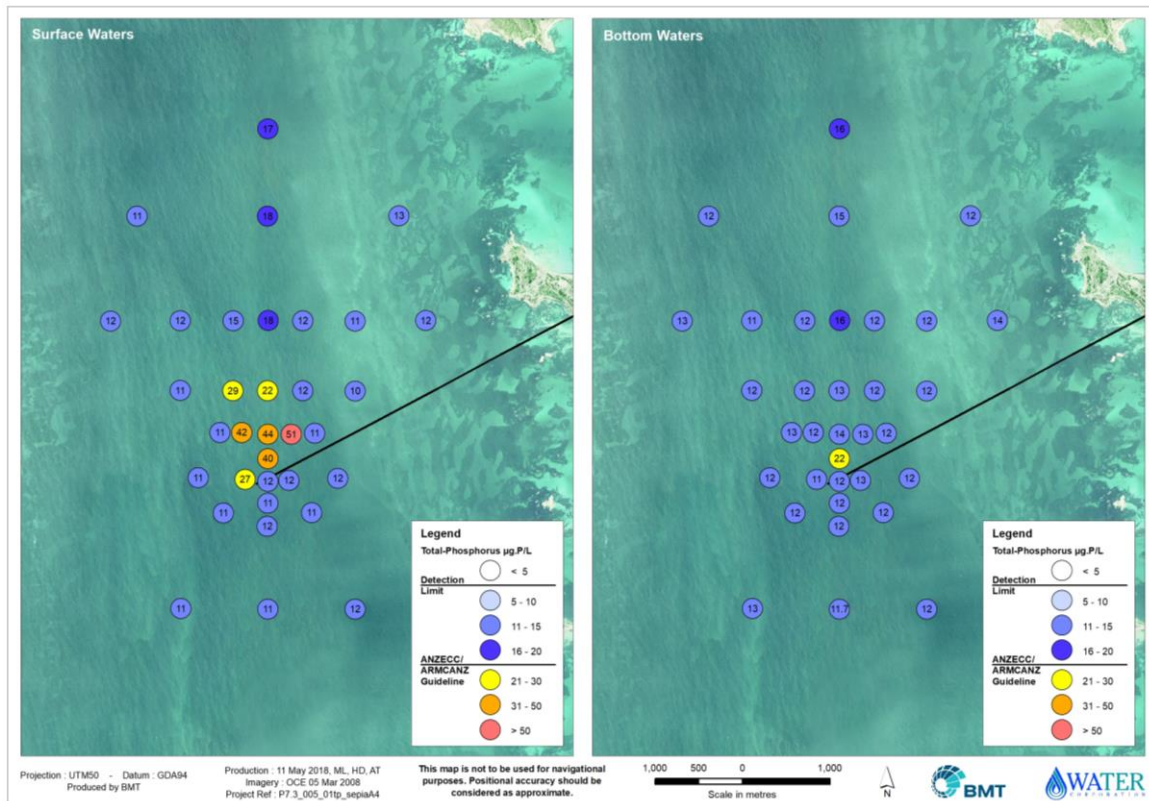 Surface Waters
17
11
18
13
12
12
15
18
12
11
12
11
29
22
12
10
11
42
44
51
11
40
11
27
12
12
12
11
11
11
12
11
11
12
Legend
Total-Phosphorus µg.P/L
< 5
Detection
Limit
5 - 10
11 - 15
16 - 20
ANZECC/
ARMCANZ
Guideline
21 - 30
31 - 50
> 50
Bottom Waters
16
12
15
12
13
11
12
16
12
12
14
12
12
13
12
12
13
12
14
13
12
22
12
11
12
13
12
12
12
12
12
13
11.7
12
Legend
Total-Phosphorus µg.P/L
< 5
Detection
Limit
5 - 10
11 - 15
16 - 20
ANZECC/
ARMCANZ
Guideline
21 - 30
31 - 50
> 50
Projection : UTM50 - Datum : GDA94
Produced by BMT
Production : 11 May 2018, ML, HD, AT
Imagery : OCE 05 Mar 2008
Project Ref : P7.3_005_01tp_sepiaA4
This map is not to be used for navigational
purposes. Positional accuracy should be
considered as approximate.
1,000 500 0 1,000
Scale in metres
N
BMT
WATER
CORPORATION